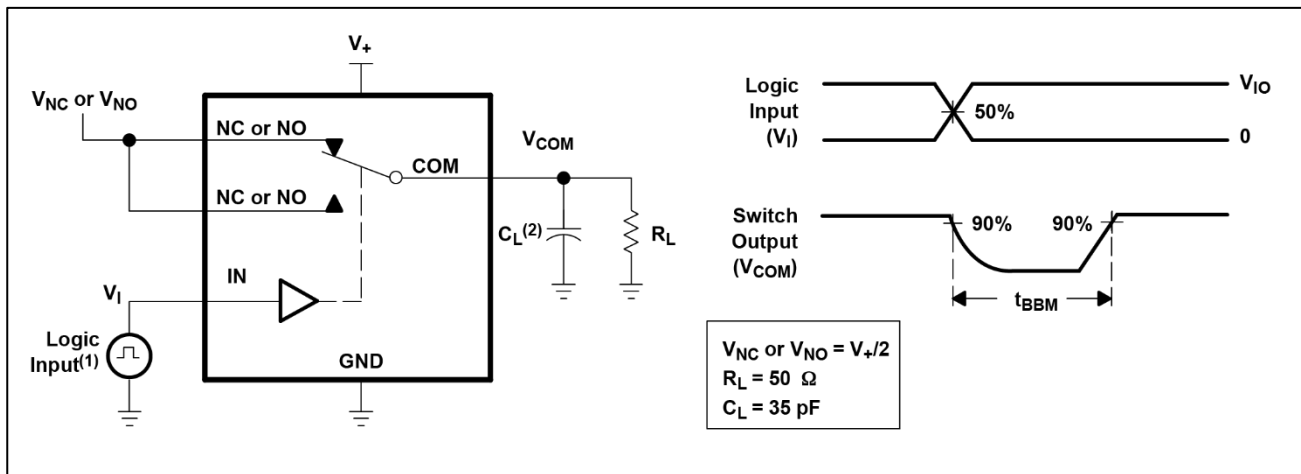 V+
VNC or VNO
NC or NO
VCOM
COM
NC or NO
CL(2)
RL
IN
VI
Logic
Input(1)
GND
Logic
Input
(VI)
50%
VIO
0
Switch
Output
(VCOM)
90%
90%
tBBM
VNC or VNO = V+/2
RL = 50 Ω
CL = 35 pF